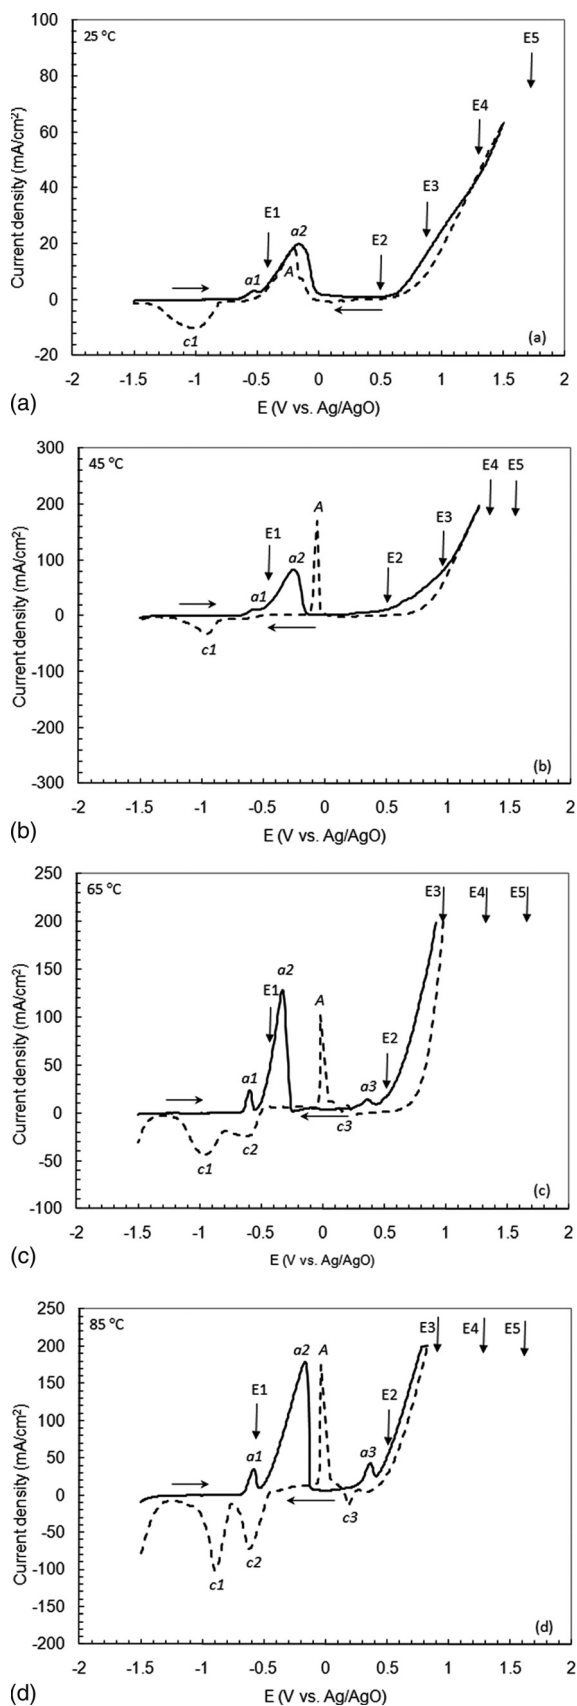 25 ºC
E5
E4
E3
E2
E1
a2
a1
A
c1
(a)
Current density (mA/cm²)
100
80
60
40
20
0
-20
-2 -1.5 -1 -0.5 0 0.5 1 1.5 2
E (V vs. Ag/AgO)
(a)
45 ºC
E4 E5
E3
E2
E1
A
a2
a1
c1
(b)
Current density (mA/cm²)
300
200
100
0
-100
-200
-300
-2 -1.5 -1 -0.5 0 0.5 1 1.5 2
E (V vs. Ag/AgO)
(b)
65 ºC
E3 E4 E5
a2
E1
A
E2
a1
a3
c3
c1
c2
(c)
Current density (mA/cm²)
250
200
150
100
50
0
-50
-100
-2 -1.5 -1 -0.5 0 0.5 1 1.5 2
E (V vs. Ag/AgO)
(c)
85 ºC
E3 E4 E5
a2 A
E1
E2
a1
a3
c3
c2
c1
(d)
Current density (mA/cm²)
250
200
150
100
50
0
-50
-100
-150
-200
-2 -1.5 -1 -0.5 0 0.5 1 1.5 2
E (V vs. Ag/AgO)
(d)